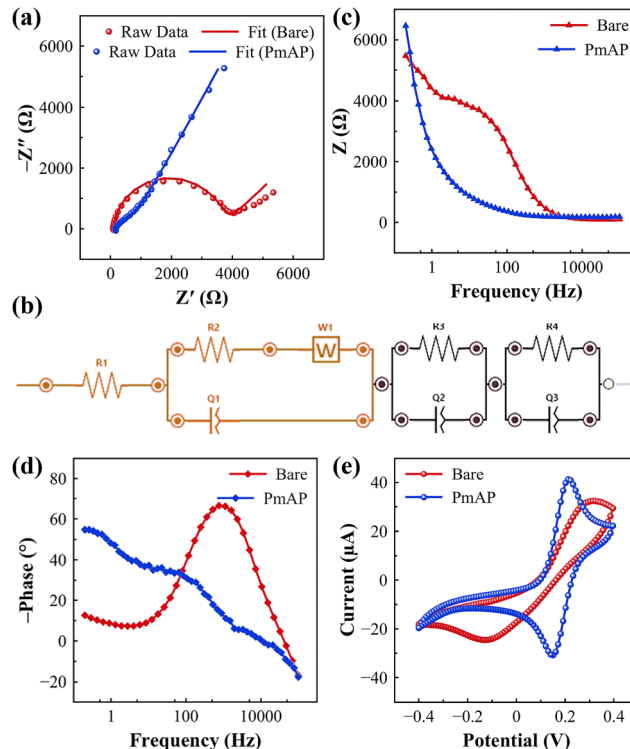 (a)
Raw Data Fit (Bare)
Raw Data Fit (PmAP)
6000
4000
2000
0
−Z″ (Ω)
0 2000 4000 6000
Z′ (Ω)
(c)
Bare
PmAP
6000
4000
2000
0
Z (Ω)
1 100 10000
Frequency (Hz)
(b)
R1
R2
W1
W
Q1
R3
Q2
R4
Q3
(d)
Bare
PmAP
80
60
40
20
0
−20
−Phase (°)
1 100 10000
Frequency (Hz)
(e)
Bare
PmAP
40
20
0
−20
−40
Current (μA)
−0.4 −0.2 0 0.2 0.4
Potential (V)